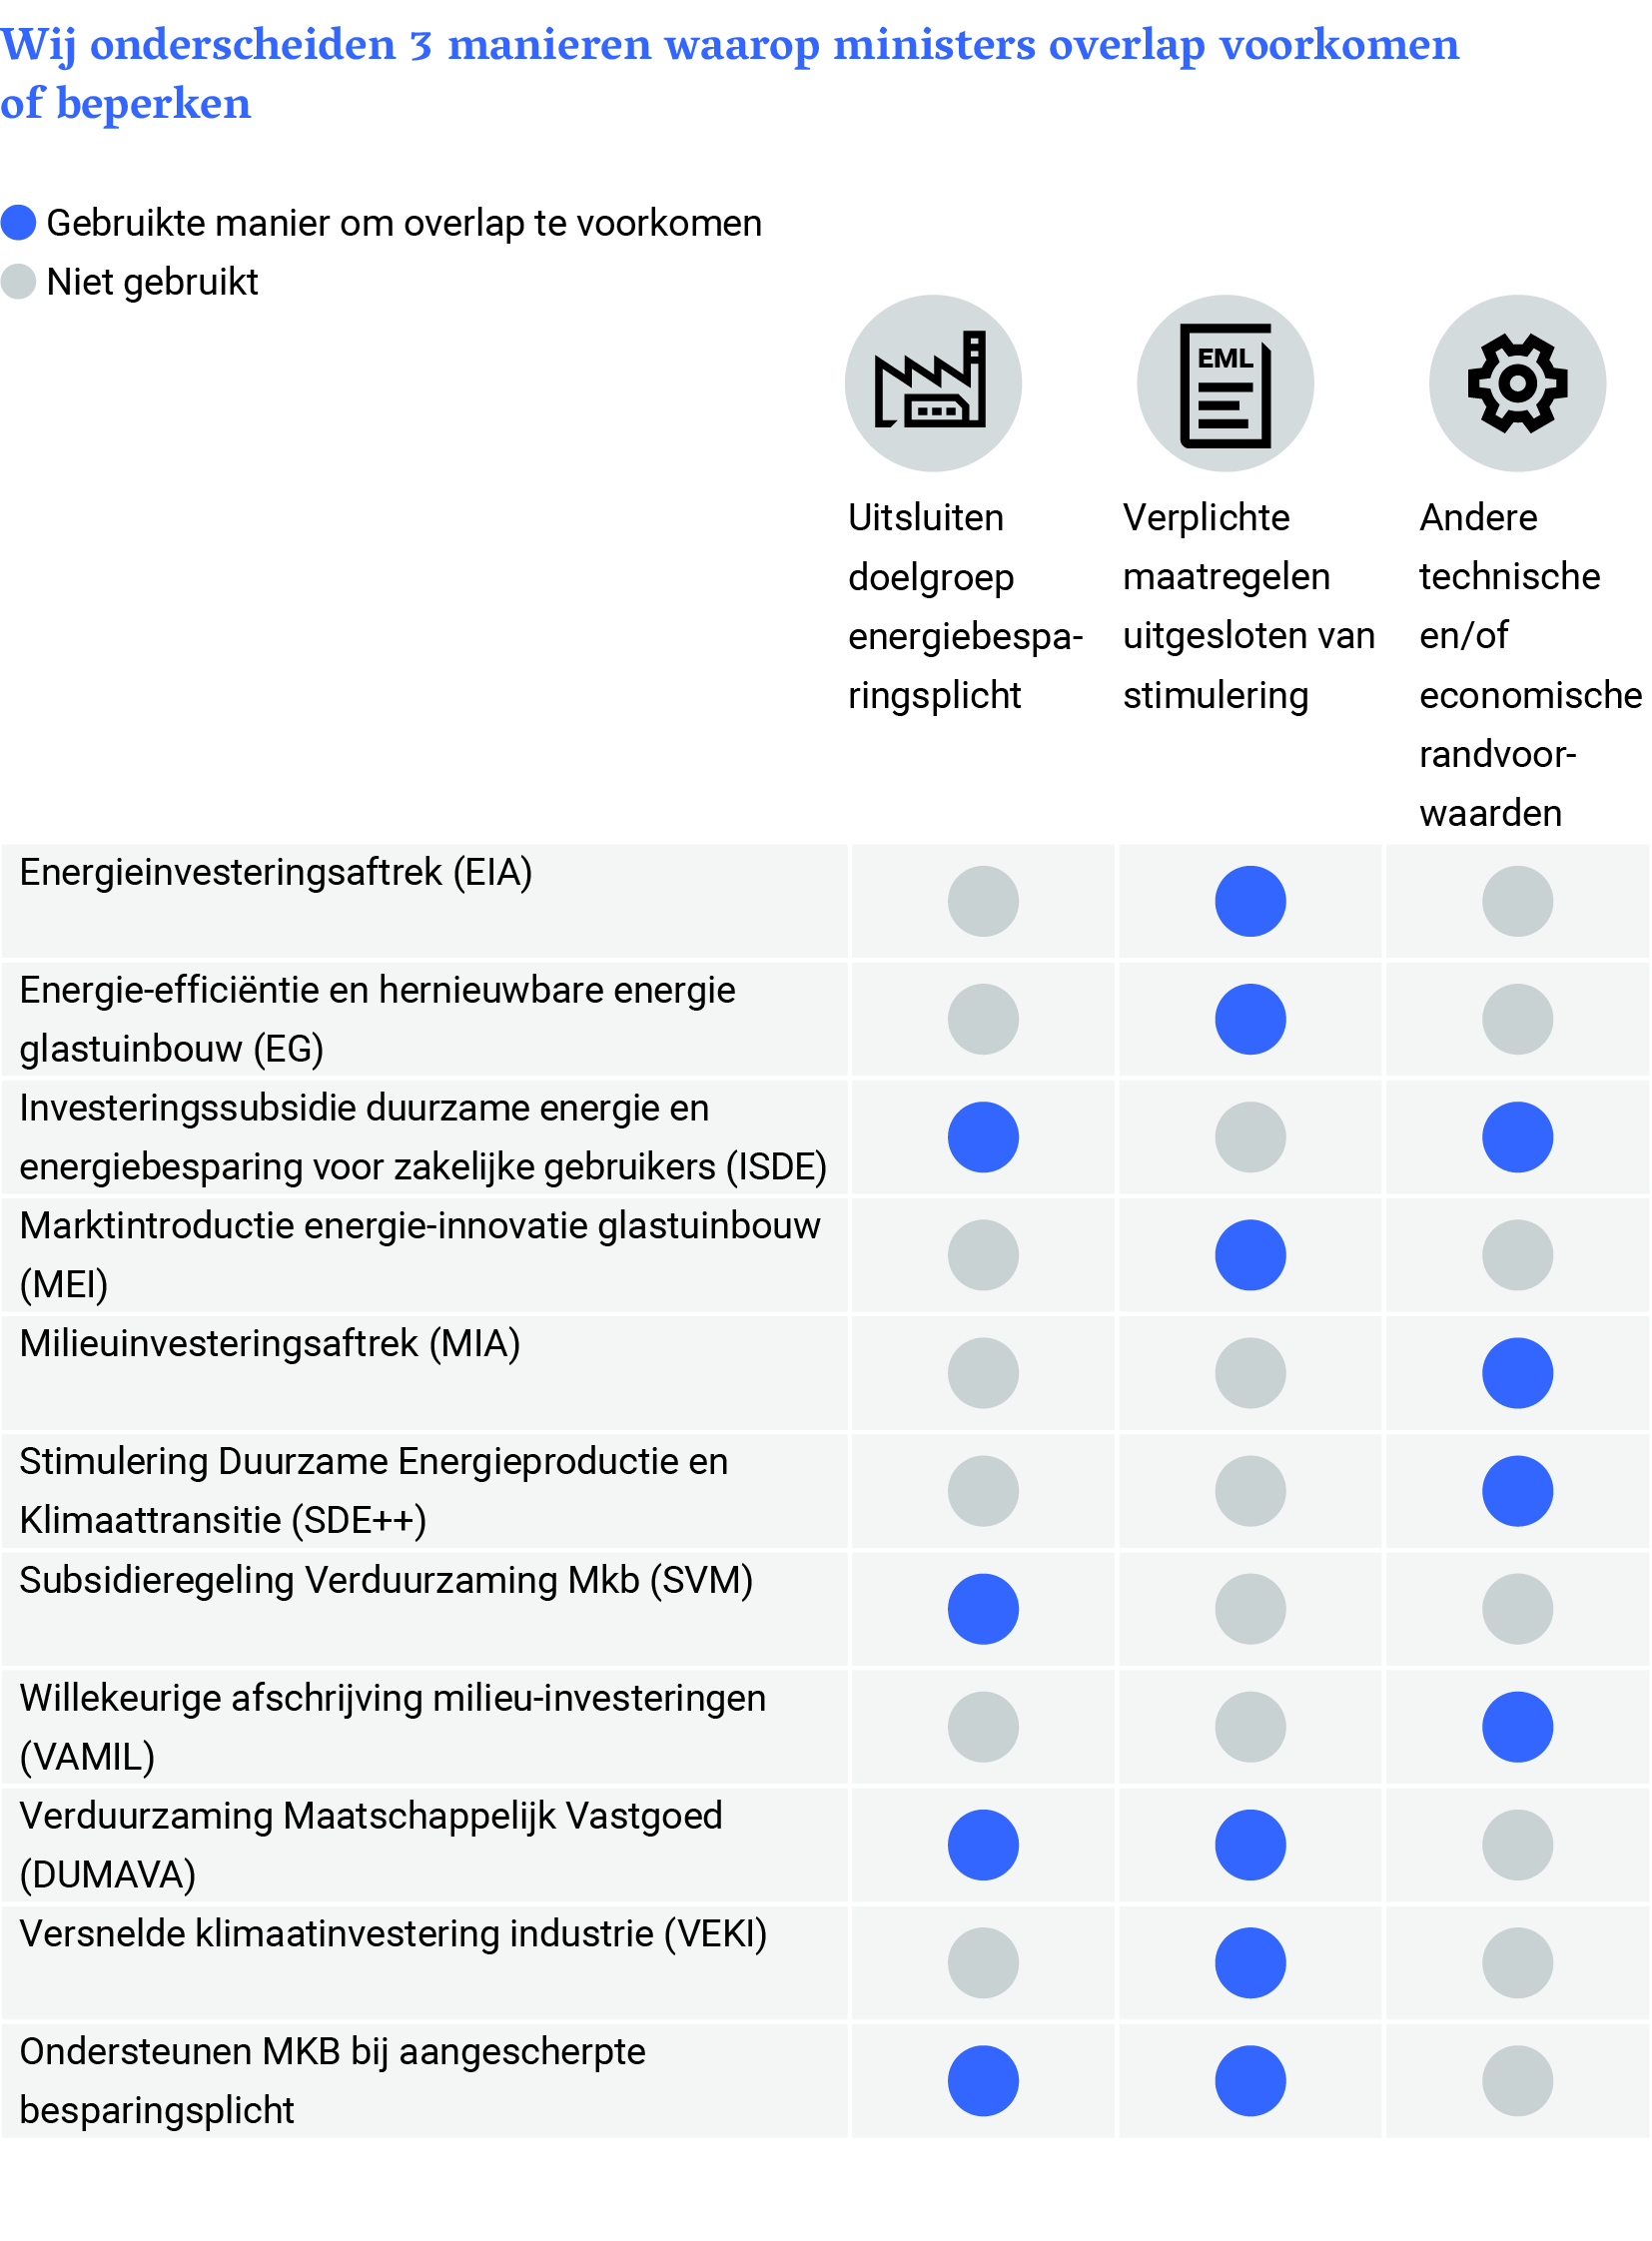 Wij onderscheiden 3 manieren waarop ministers overlap voorkomen
of beperken
Gebruikte manier om overlap te voorkomen
Niet gebruikt
EML
Uitsluiten
doelgroep
energiebespa-
ringsplicht
Verplichte
maatregelen
uitgesloten van
stimulering
Andere
technische
en/of
economische
randvoor-
waarden
Energieinvesteringsaftrek (EIA)
Energie-efficiëntie en hernieuwbare energie
glastuinbouw (EG)
Investeringssubsidie duurzame energie en
energiebesparing voor zakelijke gebruikers (ISDE)
Marktintroductie energie-innovatie glastuinbouw
(MEI)
Milieuinvesteringsaftrek (MIA)
Stimulering Duurzame Energieproductie en
Klimaattransitie (SDE++)
Subsidieregeling Verduurzaming Mkb (SVM)
Willekeurige afschrijving milieu-investeringen
(VAMIL)
Verduurzaming Maatschappelijk Vastgoed
(DUMAVA)
Versnelde klimaatinvestering industrie (VEKI)
Ondersteunen MKB bij aangescherpte
besparingsplicht